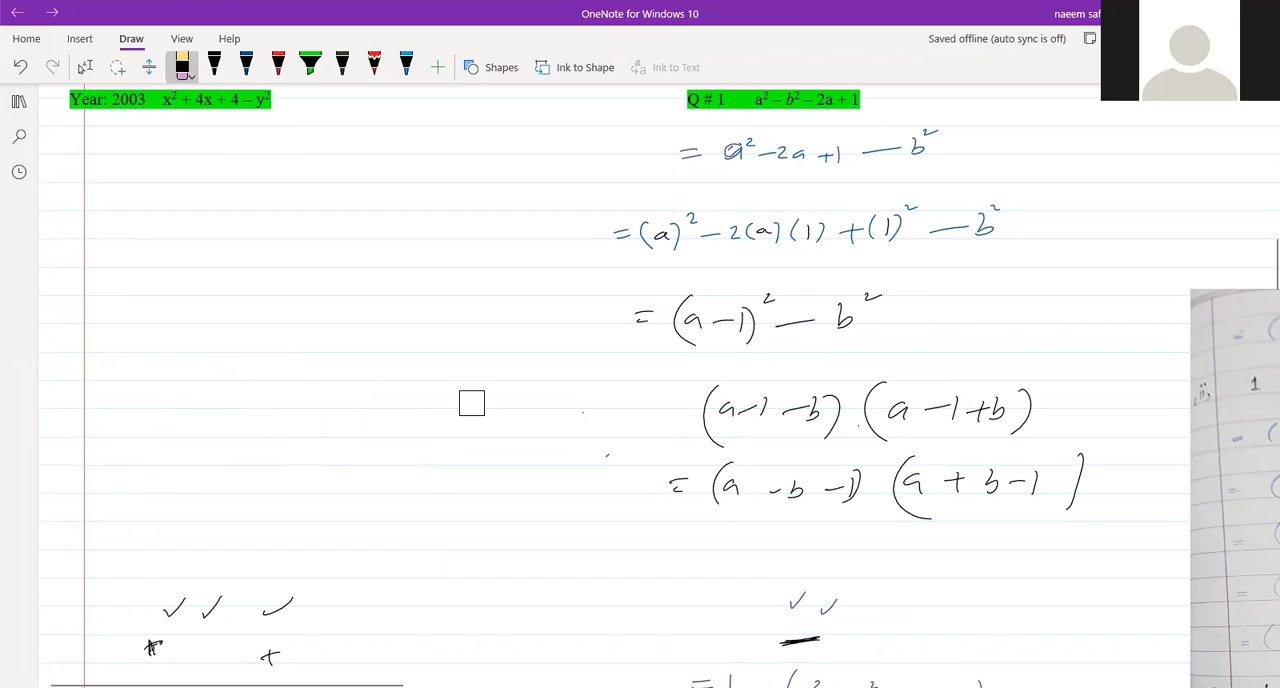 OneNote for Windows 10
naeem saf
Home Insert Draw View Help
Saved offline (auto sync is off)
Shapes Ink to Shape Ink to Text
Year: 2003 x² + 4x + 4 – y²
Q # 1 a² – b² – 2a + 1
= a² - 2a + 1 — b²
= (a)² - 2(a)(1) + (1)² — b²
= (a - 1)² — b²
(a - 1 - b) . (a - 1 + b)
= (a - b - 1) (a + b - 1)
✓ ✓ ✓
✓ ✓
+